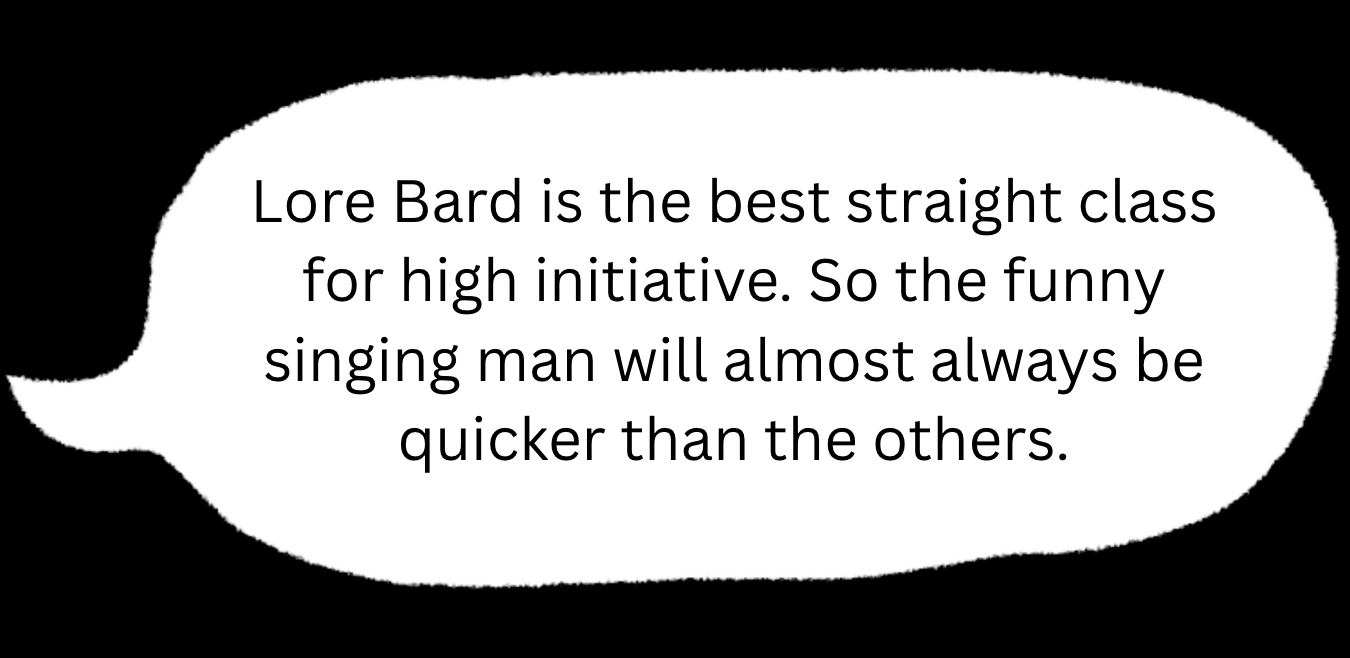 Lore Bard is the best straight class
for high initiative. So the funny
singing man will almost always be
quicker than the others.